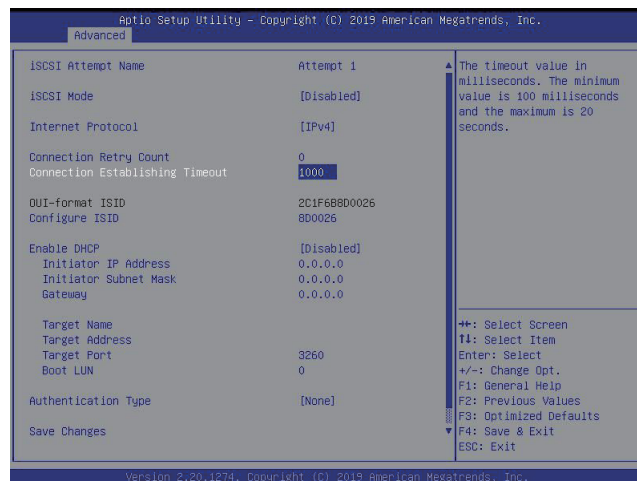 Aptio Setup Utility – Copyright (C) 2019 American Megatrends, Inc.
Advanced
iSCSI Attempt Name Attempt 1
iSCSI Mode [Disabled]
Internet Protocol [IPv4]
Connection Retry Count 0
Connection Establishing Timeout 1000
OUI-format ISID 2C1F6B8D0026
Configure ISID 8D0026
Enable DHCP [Disabled]
Initiator IP Address 0.0.0.0
Initiator Subnet Mask 0.0.0.0
Gateway 0.0.0.0
Target Name
Target Address
Target Port 3260
Boot LUN 0
Authentication Type [None]
Save Changes
The timeout value in
milliseconds. The minimum
value is 100 milliseconds
and the maximum is 20
seconds.
→←: Select Screen
↑↓: Select Item
Enter: Select
+/-: Change Opt.
F1: General Help
F2: Previous Values
F3: Optimized Defaults
F4: Save & Exit
ESC: Exit
Version 2.20.1274. Copyright (C) 2019 American Megatrends, Inc.